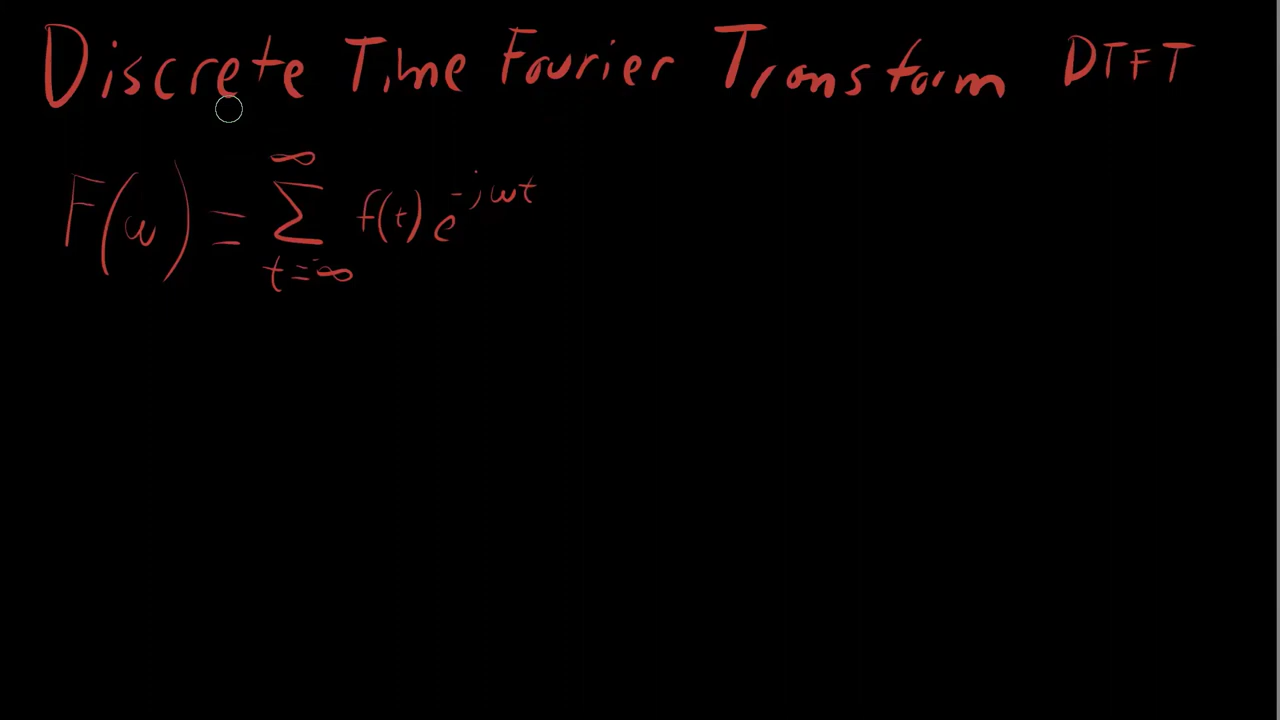 Discrete Time Fourier Transform DTFT
F(ω) = ∑_{t=-∞}^{∞} f(t) e^{-jωt}